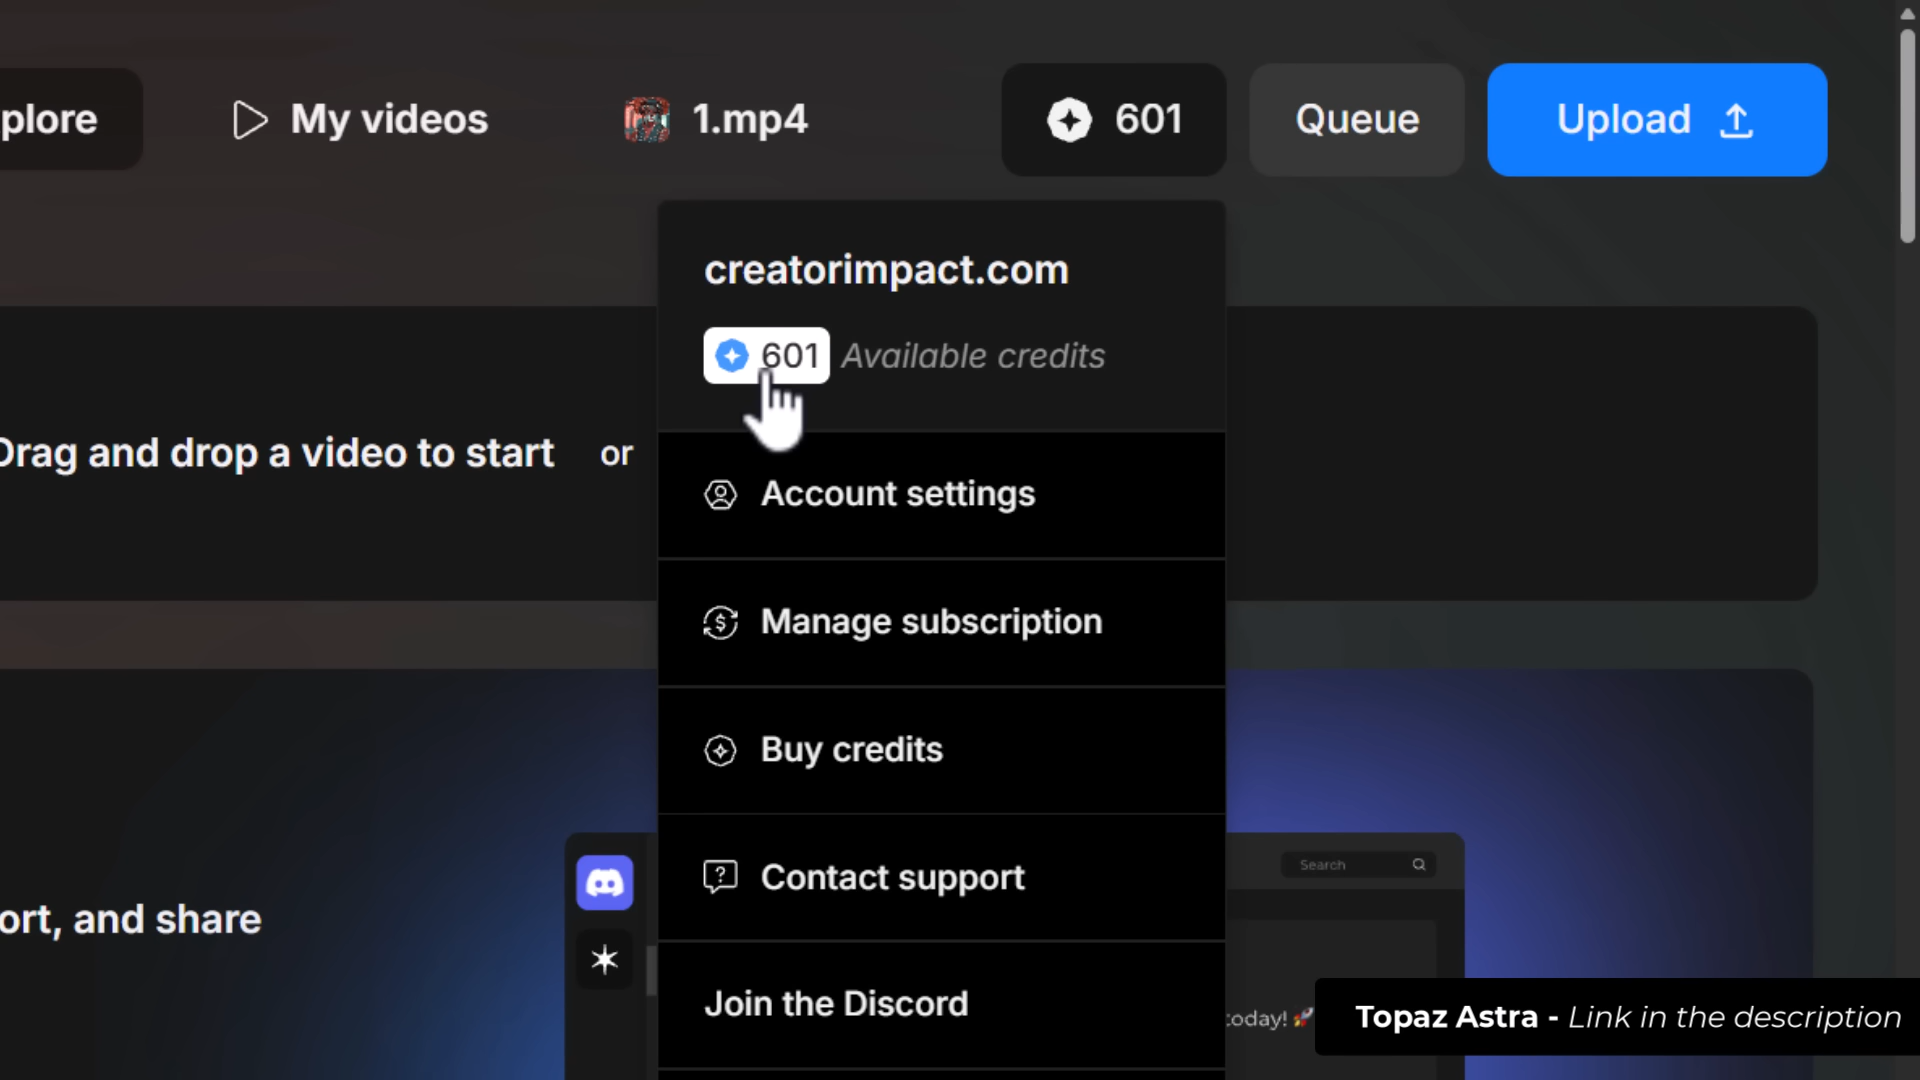 plore
My videos
1.mp4
601
Queue
Upload
creatorimpact.com
601 Available credits
Drag and drop a video to start or
Account settings
Manage subscription
Buy credits
Contact support
Search
ort, and share
Join the Discord
today! 🚀
Topaz Astra - Link in the description